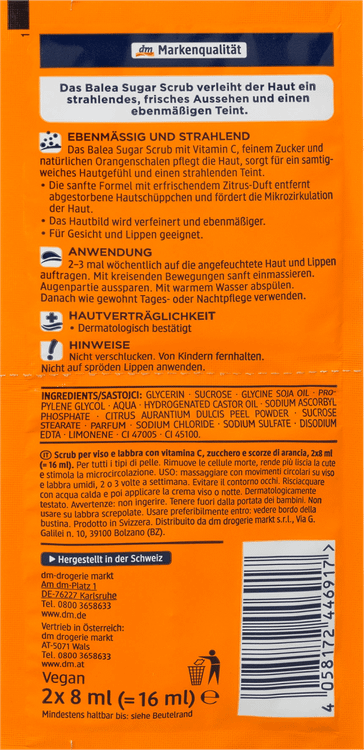 1
dm Markenqualität
Das Balea Sugar Scrub verleiht der Haut ein
strahlendes, frisches Aussehen und einen
ebenmäßigen Teint.
EBENMÄSSIG UND STRAHLEND
Das Balea Sugar Scrub mit Vitamin C, feinem Zucker und
natürlichen Orangenschalen pflegt die Haut, sorgt für ein samtig-
weiches Hautgefühl und einen strahlenden Teint.
• Die sanfte Formel mit erfrischendem Zitrus-Duft entfernt
abgestorbene Hautschüppchen und fördert die Mikrozirkulation
der Haut.
• Das Hautbild wird verfeinert und ebenmäßiger.
• Für Gesicht und Lippen geeignet.
ANWENDUNG
2–3 mal wöchentlich auf die angefeuchtete Haut und Lippen
auftragen. Mit kreisenden Bewegungen sanft einmassieren.
Augenpartie aussparen. Mit warmem Wasser abspülen.
Danach wie gewohnt Tages- oder Nachtpflege verwenden.
HAUTVERTRÄGLICHKEIT
• Dermatologisch bestätigt
HINWEISE
Nicht verschlucken. Von Kindern fernhalten.
Nicht auf spröden Lippen anwenden.
INGREDIENTS/SASTOJCI: GLYCERIN · SUCROSE · GLYCINE SOJA OIL · PRO-
PYLENE GLYCOL · AQUA · HYDROGENATED CASTOR OIL · SODIUM ASCORBYL
PHOSPHATE · CITRUS AURANTIUM DULCIS PEEL POWDER · SUCROSE
STEARATE · PARFUM · SODIUM CHLORIDE · SODIUM SULFATE · DISODIUM
EDTA · LIMONENE · CI 47005 · CI 45100.
IT Scrub per viso e labbra con vitamina C, zucchero e scorze di arancia, 2x8 ml
(= 16 ml). Per tutti i tipi di pelle. Rimuove le cellule morte, rende più liscia la cute
e stimola la microcircolazione. USO: massaggiare con movimenti circolari su viso
e labbra umidi, 2 o 3 volte a settimana. Evitare il contorno occhi. Risciacquare
con acqua calda e poi applicare la crema viso o notte. Dermatologicamente
testato. Avvertenze: non ingerire. Tenere fuori dalla portata dei bambini. Non
usare su labbra screpolate. Usare preferibilmente entro: vedere bordo della
bustina. Prodotto in Svizzera. Distribuito da dm drogerie markt s.r.l., Via G.
Galilei n. 10, 39100 Bolzano (BZ).
Hergestellt in der Schweiz
dm-drogerie markt
Am dm-Platz 1
DE-76227 Karlsruhe
Tel. 0800 3658633
www.dm.de
Vertrieb in Österreich:
dm drogerie markt
AT-5071 Wals
Tel. 0800 3658633
www.dm.at
Vegan
2x 8 ml (= 16 ml) ℮
Mindestens haltbar bis: siehe Beutelrand
4 058172 446917